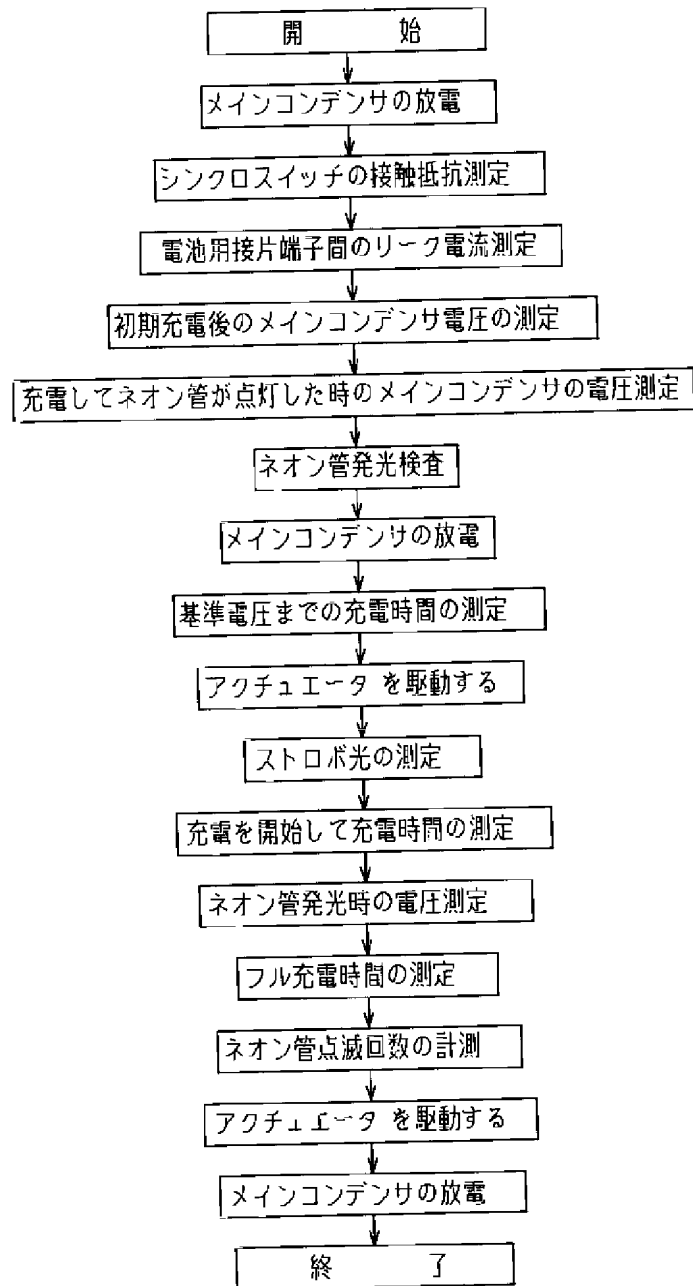 開 始
メインコンデンサの放電
シンクロスイッチの接触抵抗測定
電池用接片端子間のリーク電流測定
初期充電後のメインコンデンサ電圧の測定
充電してネオン管が点灯した時のメインコンデンサの電圧測定
ネオン管発光検査
メインコンデンサの放電
基準電圧までの充電時間の測定
アクチュエータ を駆動する
ストロボ光の測定
充電を開始して充電時間の測定
ネオン管発光時の電圧測定
フル充電時間の測定
ネオン管点滅回数の計測
アクチュエータ を駆動する
メインコンデンサの放電
終 了